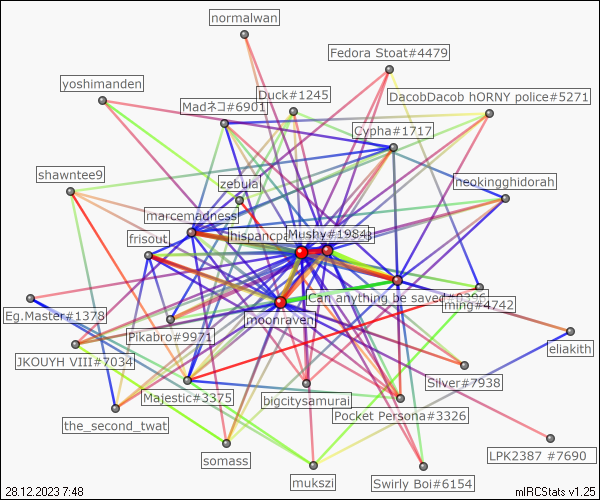 normalwan
Fedora Stoat#4479
yoshimanden
Duck#1245
DacobDacob hORNY police#5271
Madネコ#6901
Cypha#1717
shawntee9
zebulal
neokingghidorah
marcemadness
hispancpa
Mushy#1984
frisout
Can anything be saved#0396
ming#4742
Eg.Master#1378
moonraven
Pikabro#9971
eliakith
JKOUYH VIII#7034
Silver#7938
Majestic#3375
bigcitysamurai
Pocket Persona#3326
the_second_twat
somass
LPK2387 #7690
mukszi
Swirly Boi#6154
28.12.2023 7:48
mIRCStats v1.25